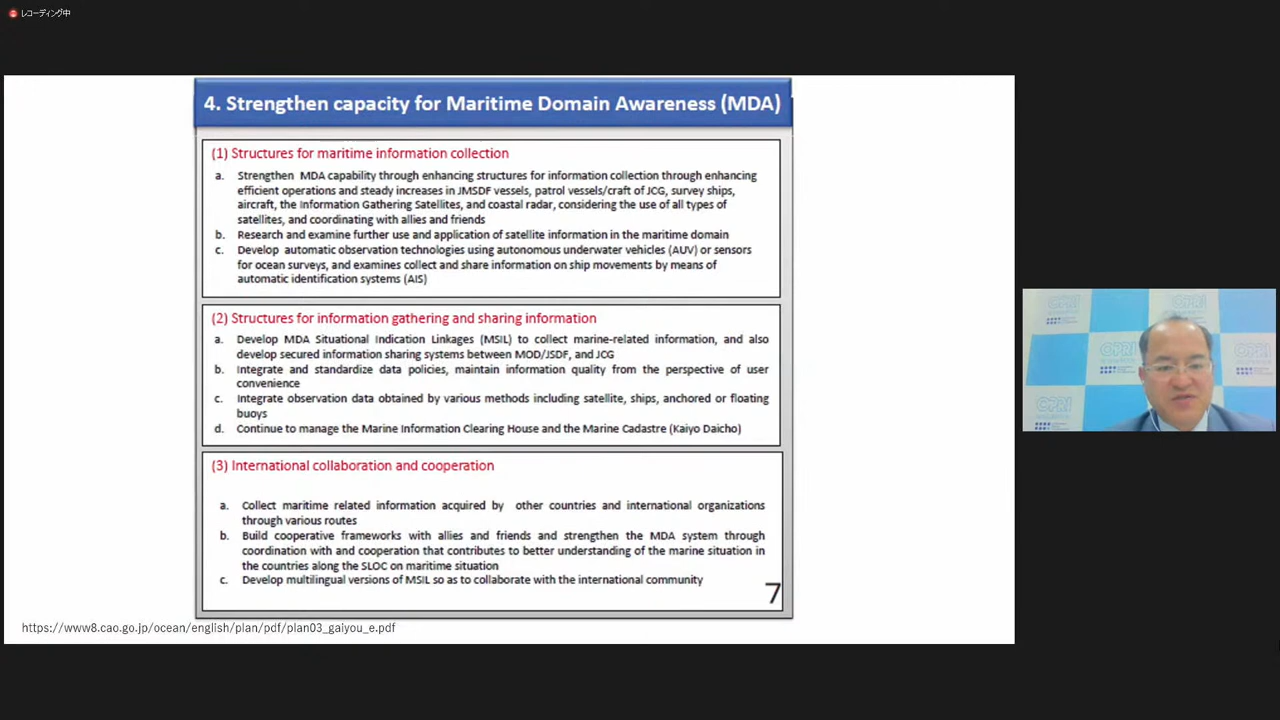 レコーディング中
4. Strengthen capacity for Maritime Domain Awareness (MDA)
(1) Structures for maritime information collection
a. Strengthen MDA capability through enhancing structures for information collection through enhancing
efficient operations and steady increases in JMSDF vessels, patrol vessels/craft of JCG, survey ships,
aircraft, the Information Gathering Satellites, and coastal radar, considering the use of all types of
satellites, and coordinating with allies and friends
b. Research and examine further use and application of satellite information in the maritime domain
c. Develop automatic observation technologies using autonomous underwater vehicles (AUV) or sensors
for ocean surveys, and examines collect and share information on ship movements by means of
automatic identification systems (AIS)
(2) Structures for information gathering and sharing information
a. Develop MDA Situational Indication Linkages (MSIL) to collect marine-related information, and also
develop secured information sharing systems between MOD/JSDF, and JCG
b. Integrate and standardize data policies, maintain information quality from the perspective of user
convenience
c. Integrate observation data obtained by various methods including satellite, ships, anchored or floating
buoys
d. Continue to manage the Marine Information Clearing House and the Marine Cadastre (Kaiyo Daicho)
(3) International collaboration and cooperation
a. Collect maritime related information acquired by other countries and international organizations
through various routes
b. Build cooperative frameworks with allies and friends and strengthen the MDA system through
coordination with and cooperation that contributes to better understanding of the marine situation in
the countries along the SLOC on maritime situation
c. Develop multilingual versions of MSIL so as to collaborate with the international community
7
https://www8.cao.go.jp/ocean/english/plan/pdf/plan03_gaiyou_e.pdf
OPRI
OPRI
OPRI
OPRI
OPRI